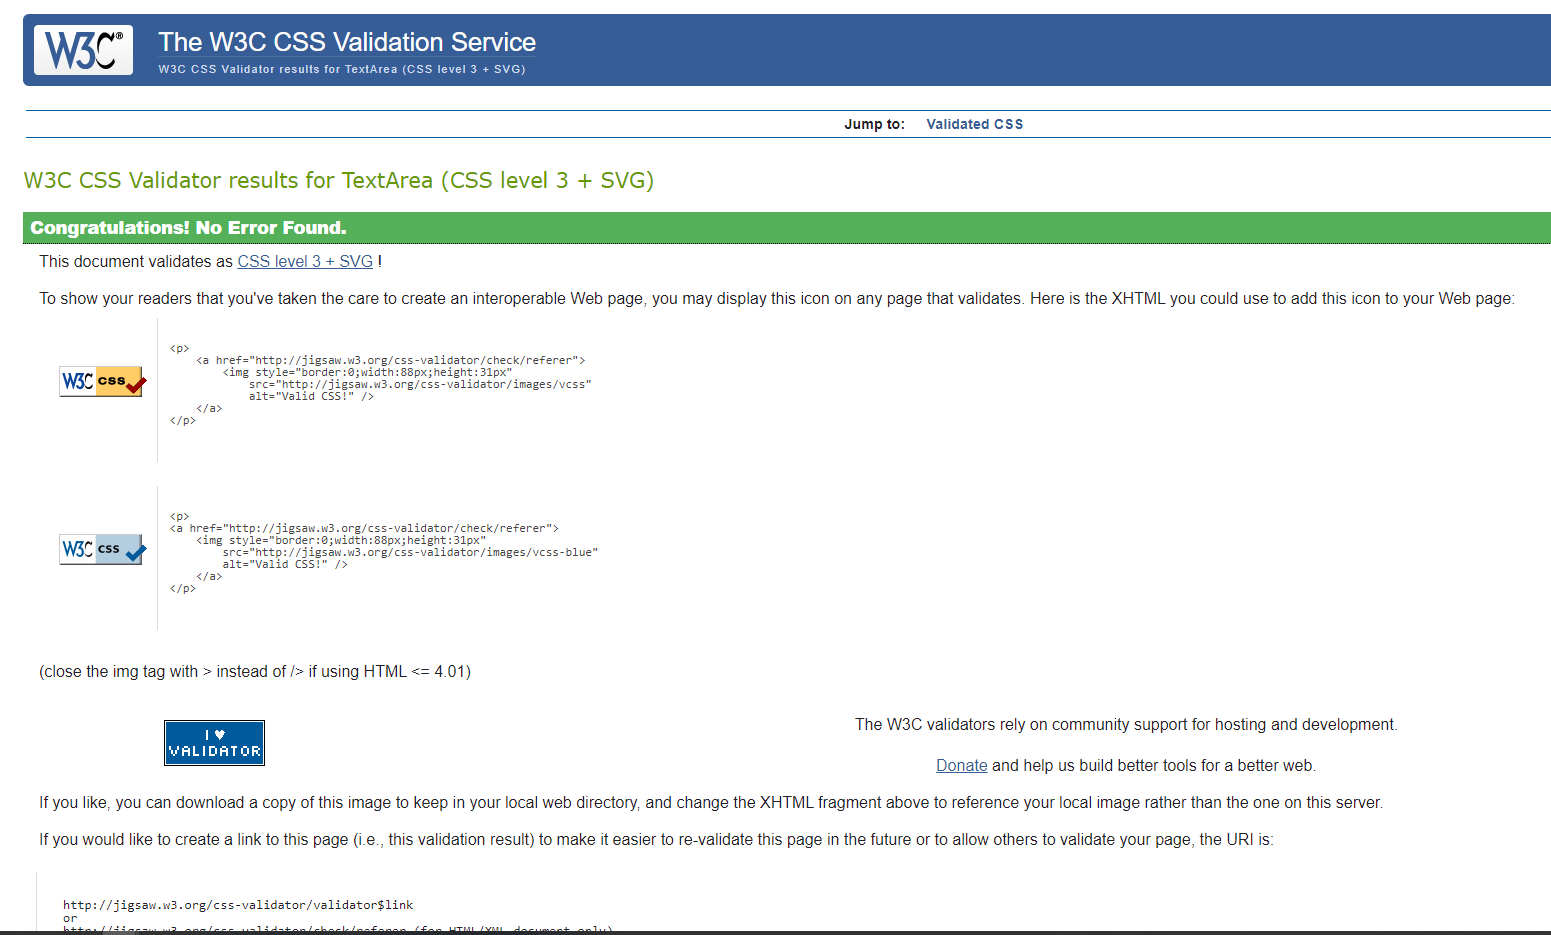 W3C®
The W3C CSS Validation Service
W3C CSS Validator results for TextArea (CSS level 3 + SVG)
Jump to: Validated CSS
W3C CSS Validator results for TextArea (CSS level 3 + SVG)
Congratulations! No Error Found.
This document validates as CSS level 3 + SVG !
To show your readers that you've taken the care to create an interoperable Web page, you may display this icon on any page that validates. Here is the XHTML you could use to add this icon to your Web page:
<p>
<a href="http://jigsaw.w3.org/css-validator/check/referer">
<img style="border:0;width:88px;height:31px"
W3C css
src="http://jigsaw.w3.org/css-validator/images/vcss"
alt="Valid CSS!" />
</a>
</p>
<p>
<a href="http://jigsaw.w3.org/css-validator/check/referer">
<img style="border:0;width:88px;height:31px"
W3C css
src="http://jigsaw.w3.org/css-validator/images/vcss-blue"
alt="Valid CSS!" />
</a>
</p>
(close the img tag with > instead of /> if using HTML <= 4.01)
I ♥
VALIDATOR
The W3C validators rely on community support for hosting and development.
Donate and help us build better tools for a better web.
If you like, you can download a copy of this image to keep in your local web directory, and change the XHTML fragment above to reference your local image rather than the one on this server.
If you would like to create a link to this page (i.e., this validation result) to make it easier to re-validate this page in the future or to allow others to validate your page, the URI is:
http://jigsaw.w3.org/css-validator/validator$link
or
http://jigsaw.w3.org/css-validator/check/referer (for HTML/XML document only)